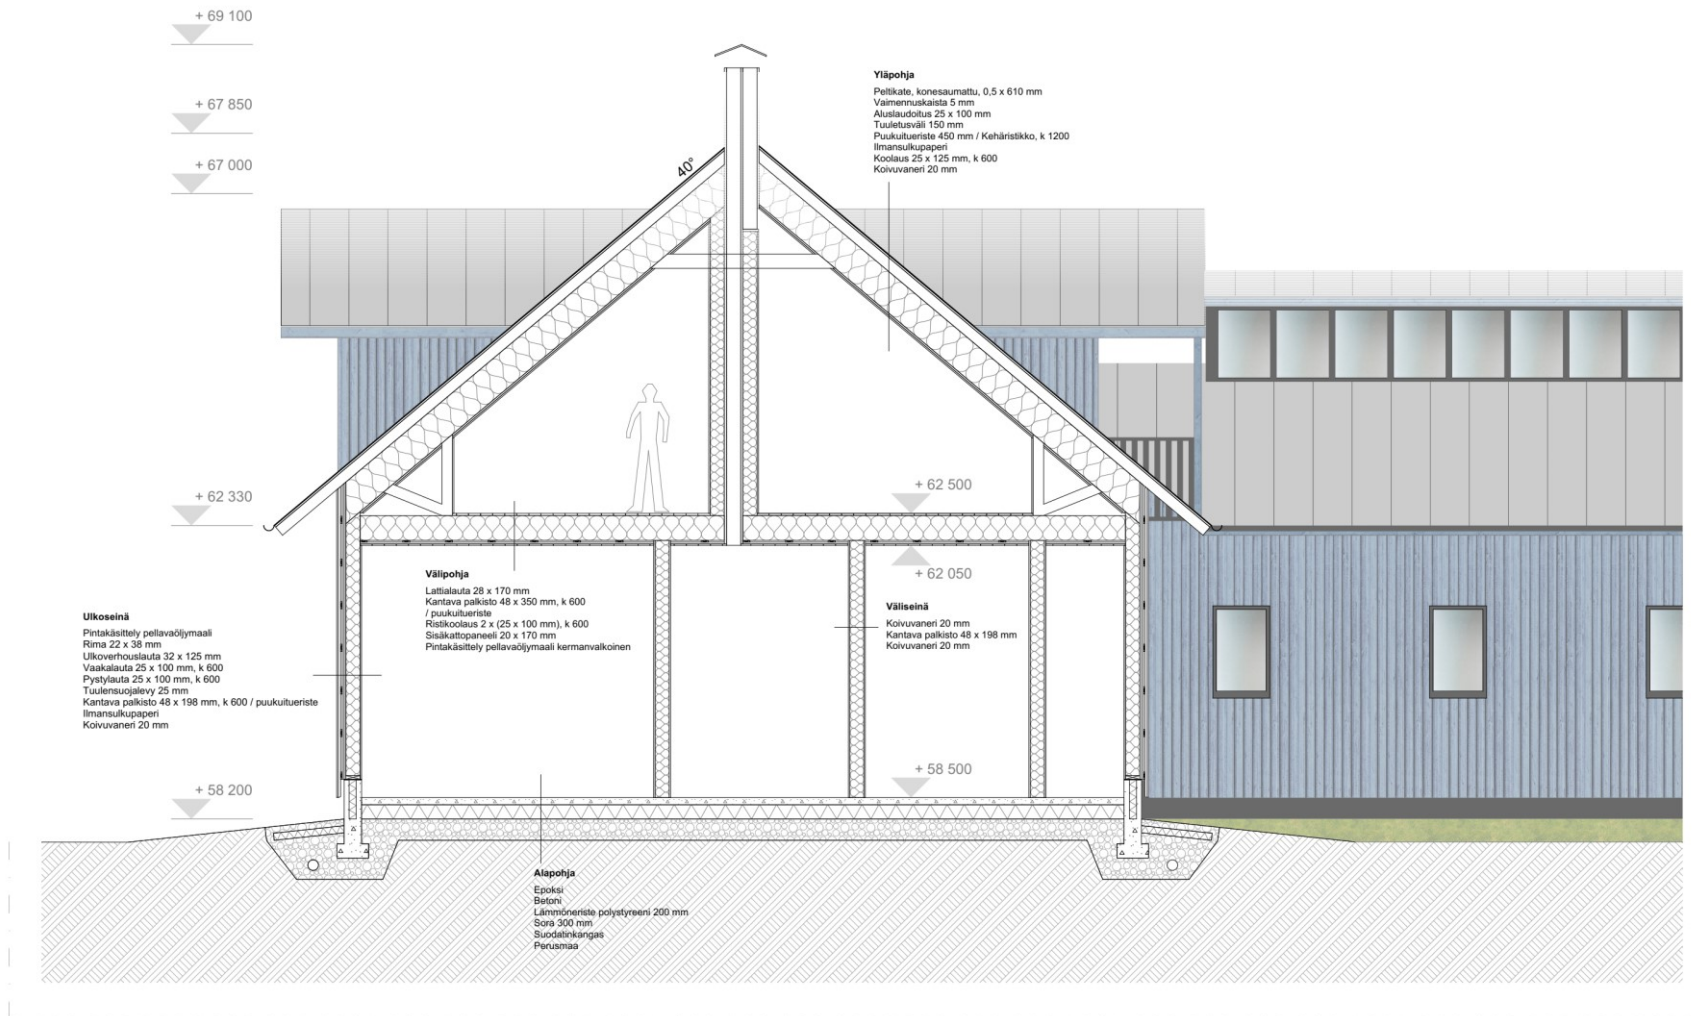 + 69 100
+ 67 850
+ 67 000
40°
Yläpohja
Peltikate, konesaumattu, 0,5 x 610 mm
Vaimennuskaista 5 mm
Aluslaudoitus 25 x 100 mm
Tuuletusväli 150 mm
Puukuitueriste 450 mm / Kehäristikko, k 1200
Ilmansulkupaperi
Koolaus 25 x 125 mm, k 600
Koivuvaneri 20 mm
+ 62 330
+ 62 500
+ 62 050
Välipohja
Lattialauta 28 x 170 mm
Kantava palkisto 48 x 350 mm, k 600
/ puukuitueriste
Ristikoolaus 2 x (25 x 100 mm), k 600
Sisäkattopaneeli 20 x 170 mm
Pintakäsittely pellavaöljymaali kermanvalkoinen
Väliseinä
Koivuvaneri 20 mm
Kantava palkisto 48 x 198 mm
Koivuvaneri 20 mm
Ulkoseinä
Pintakäsittely pellavaöljymaali
Rima 22 x 38 mm
Ulkoverhouslauta 32 x 125 mm
Vaakalauta 25 x 100 mm, k 600
Pystylauta 25 x 100 mm, k 600
Tuulensuojalevy 25 mm
Kantava palkisto 48 x 198 mm, k 600 / puukuitueriste
Ilmansulkupaperi
Koivuvaneri 20 mm
+ 58 200
+ 58 500
Alapohja
Epoksi
Betoni
Lämmöneriste polystyreeni 200 mm
Sora 300 mm
Suodatinkangas
Perusmaa